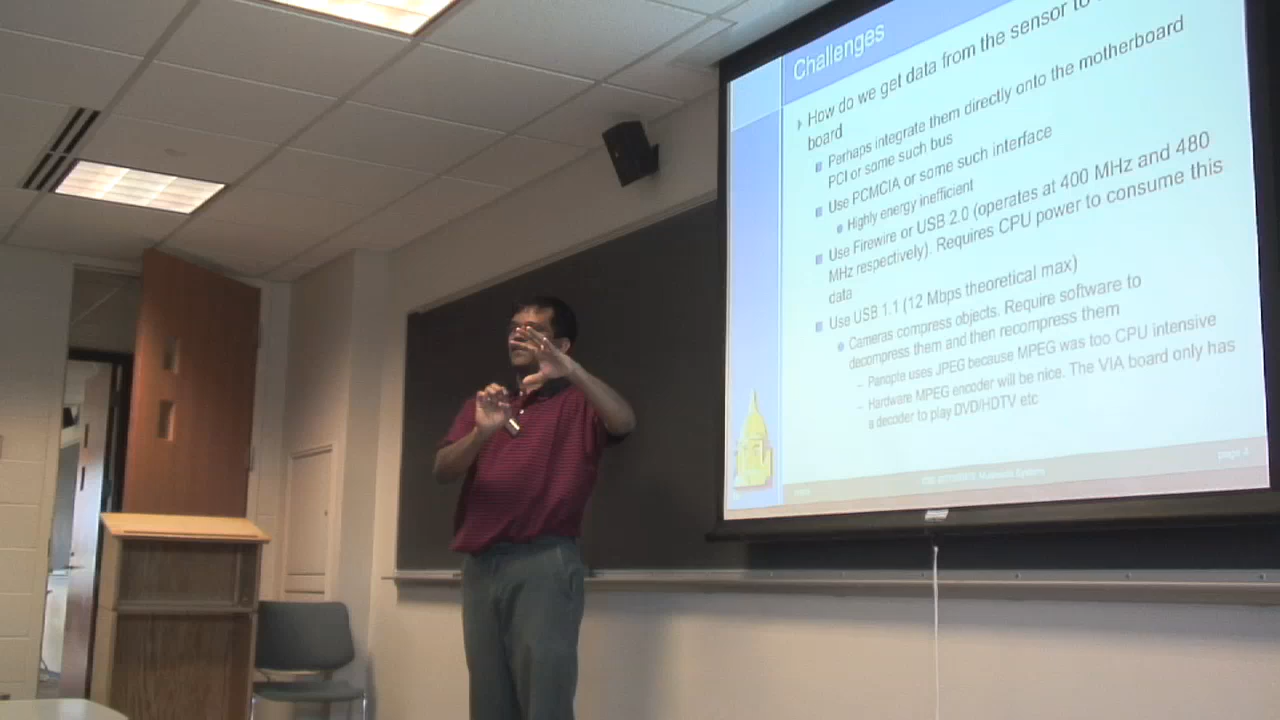 Challenges
How do we get data from the sensor to
board
Perhaps integrate them directly onto the motherboard
PCI or some such bus
Use PCMCIA or some such interface
Highly energy inefficient
Use Firewire or USB 2.0 (operates at 400 MHz and 480
MHz respectively). Requires CPU power to consume this
data
Use USB 1.1 (12 Mbps theoretical max)
Cameras compress objects. Require software to
decompress them and then recompress them
– Panopte uses JPEG because MPEG was too CPU intensive
– Hardware MPEG encoder will be nice. The VIA board only has
a decoder to play DVD/HDTV etc
page